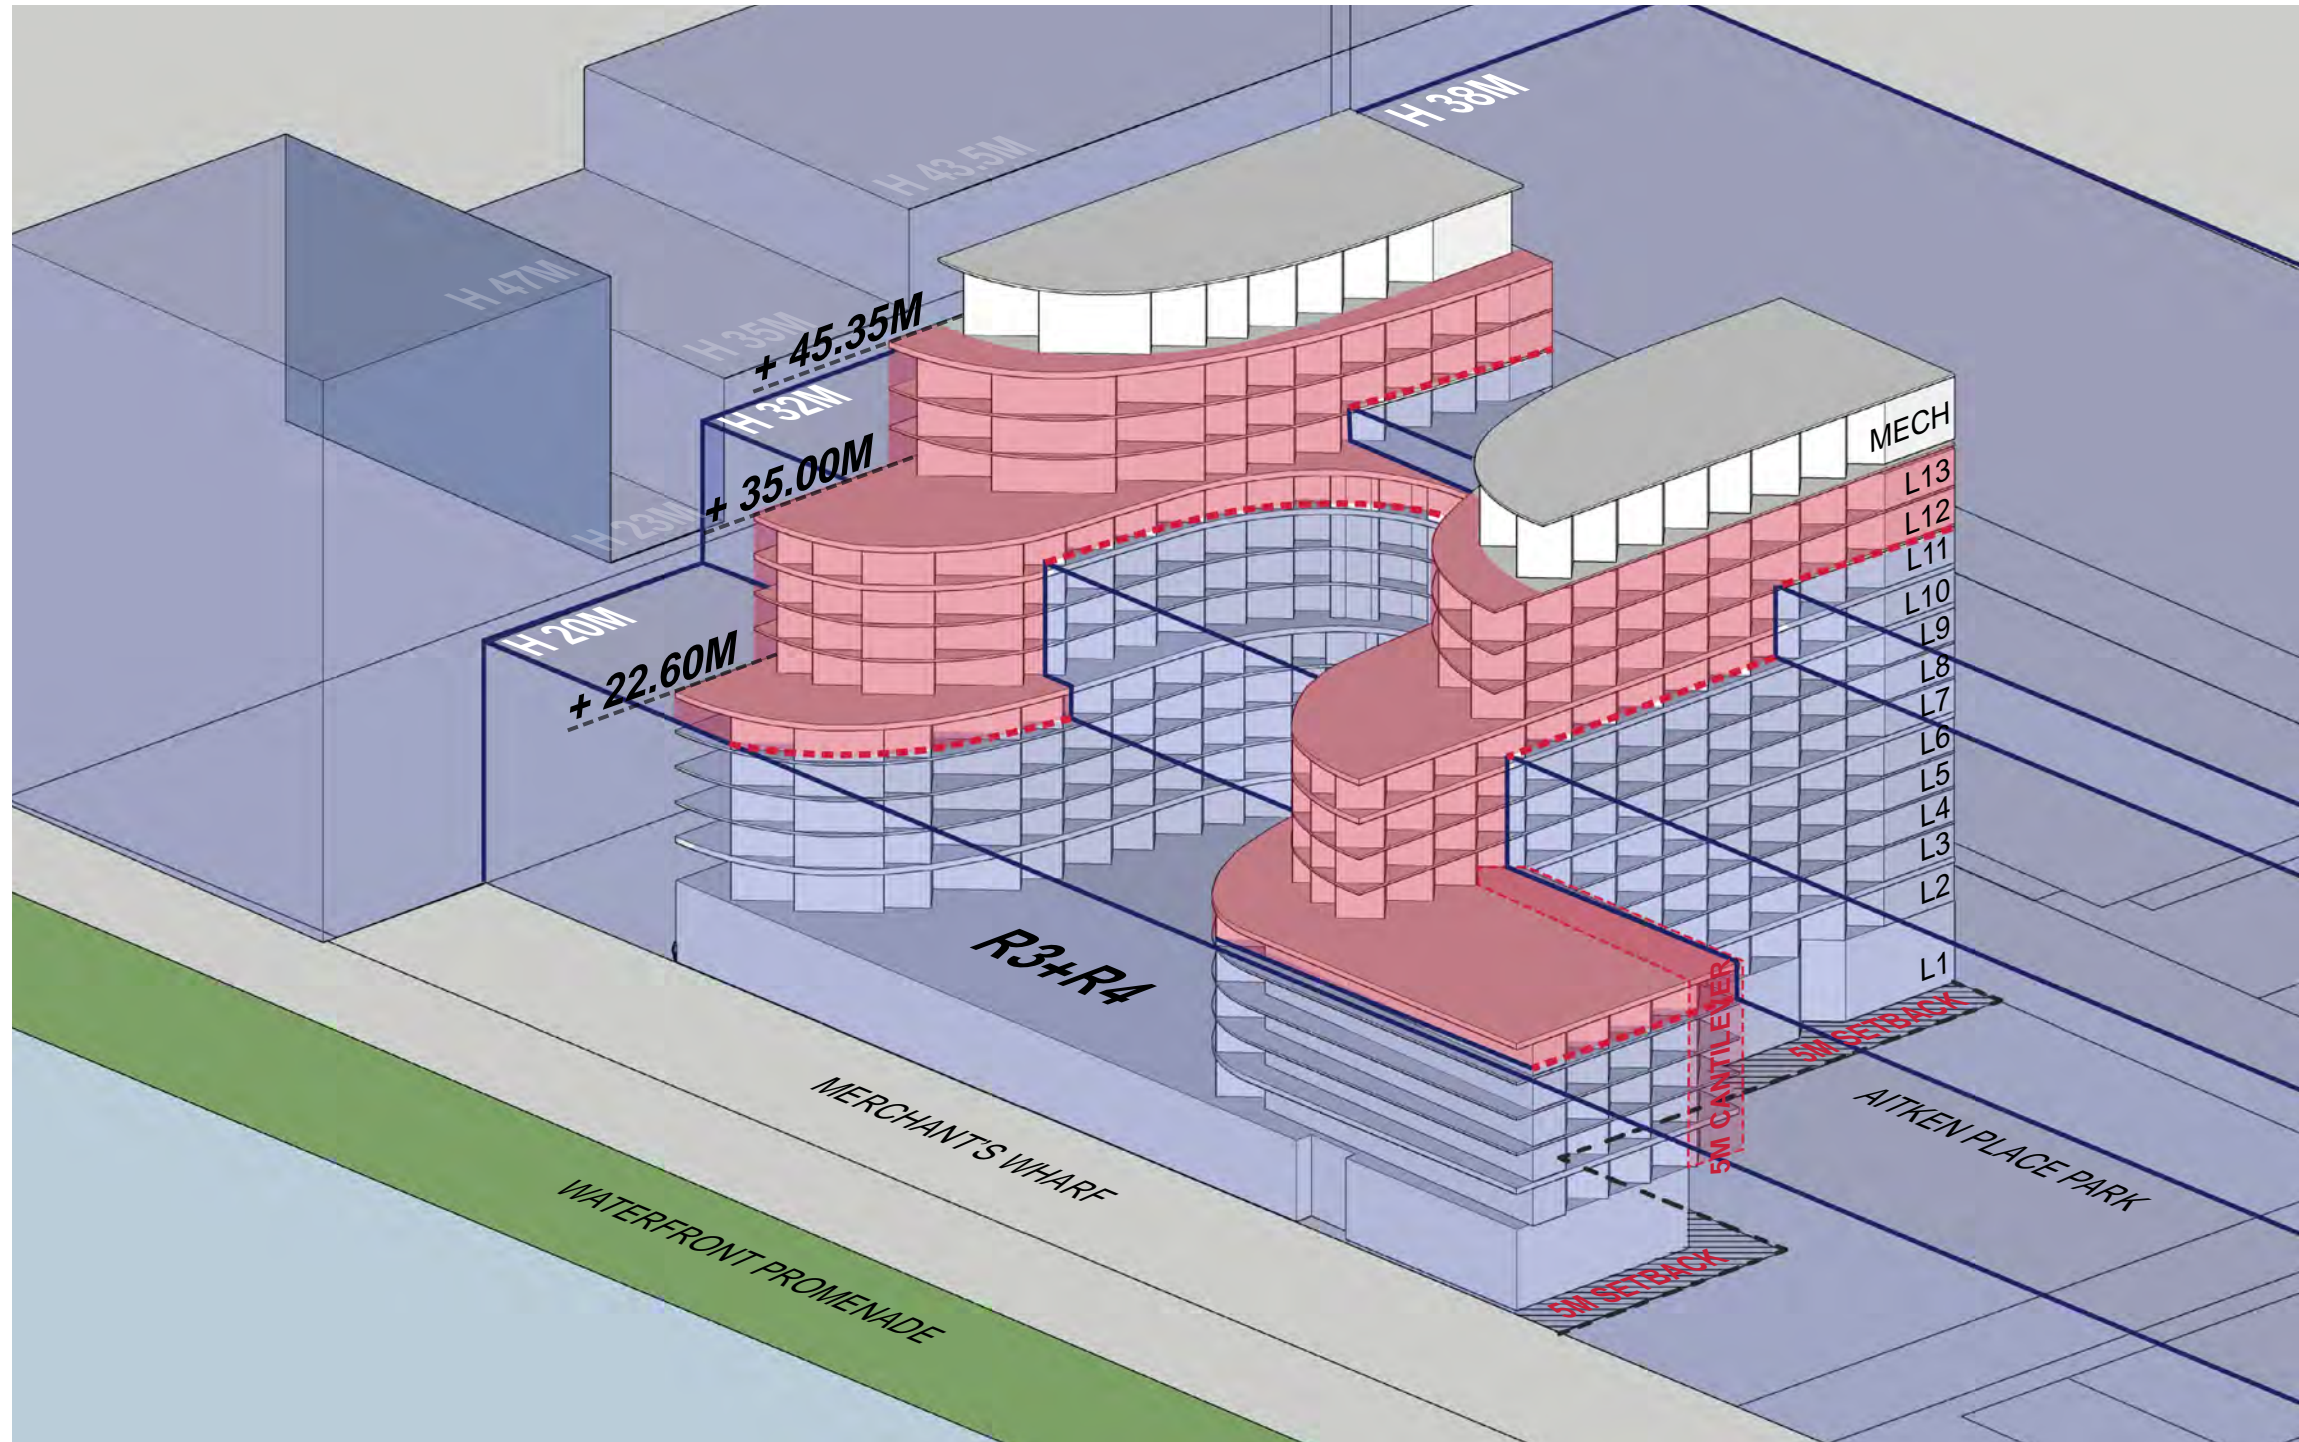 H 38M
H 43.5M
H 47M
H 35M
+ 45.35M
H 32M
MECH
+ 35.00M
L13
L12
H 23M
L11
L10
H 20M
L9
+ 22.60M
L8
L7
L6
L5
L4
L3
L2
R3+R4
L1
5M CANTILEVER
5M SETBACK
MERCHANT'S WHARF
AITKEN PLACE PARK
WATERFRONT PROMENADE
5M SETBACK